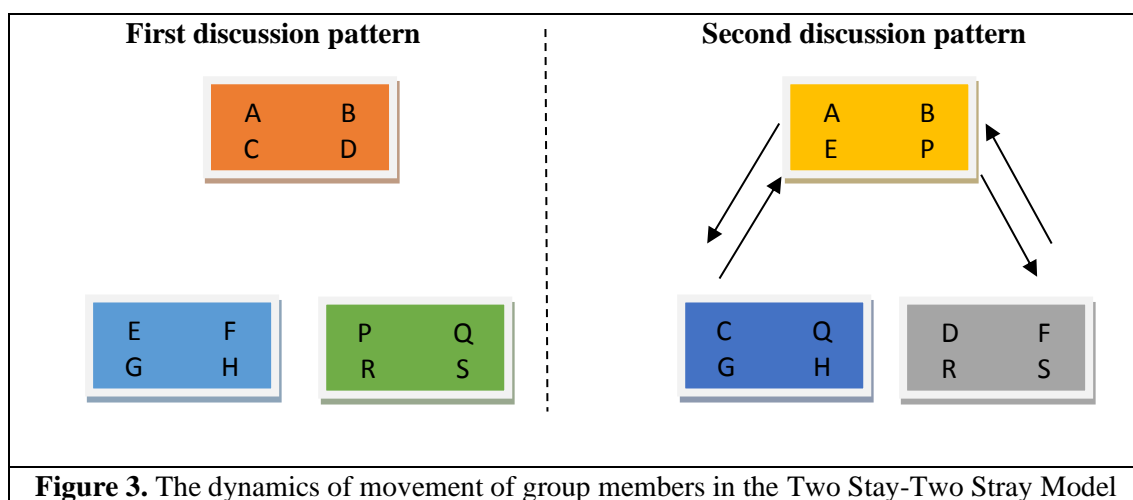 First discussion pattern
Second discussion pattern
A B
C D
A B
E P
E F
G H
P Q
R S
C Q
G H
D F
R S
Figure 3. The dynamics of movement of group members in the Two Stay-Two Stray Model